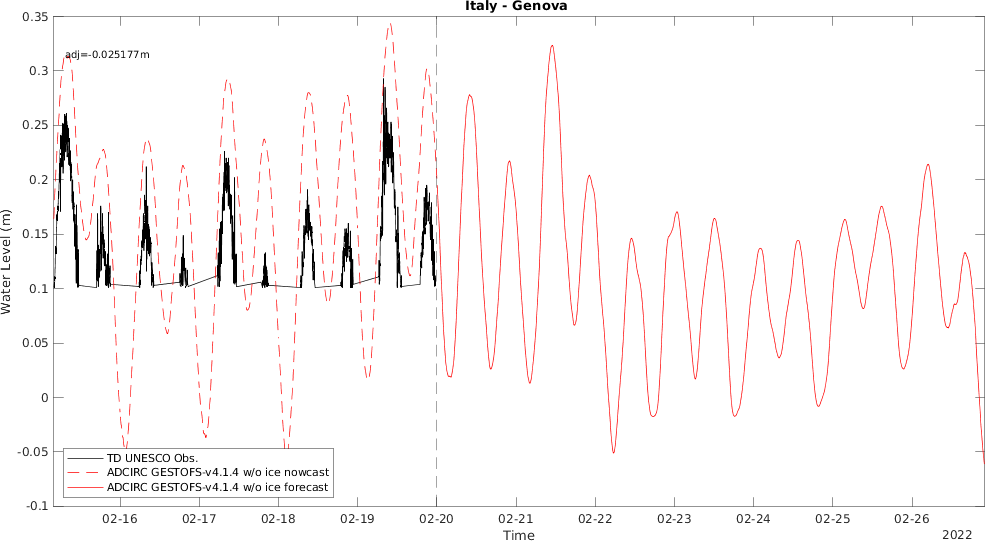 Italy - Genova
0.35
adj=-0.025177m
0.3
0.25
0.2
0.15
0.1
0.05
0
-0.05
-0.1
Water Level (m)
TD UNESCO Obs.
ADCIRC GESTOFS-v4.1.4 w/o ice nowcast
ADCIRC GESTOFS-v4.1.4 w/o ice forecast
02-16 02-17 02-18 02-19 02-20 02-21 02-22 02-23 02-24 02-25 02-26
Time
2022